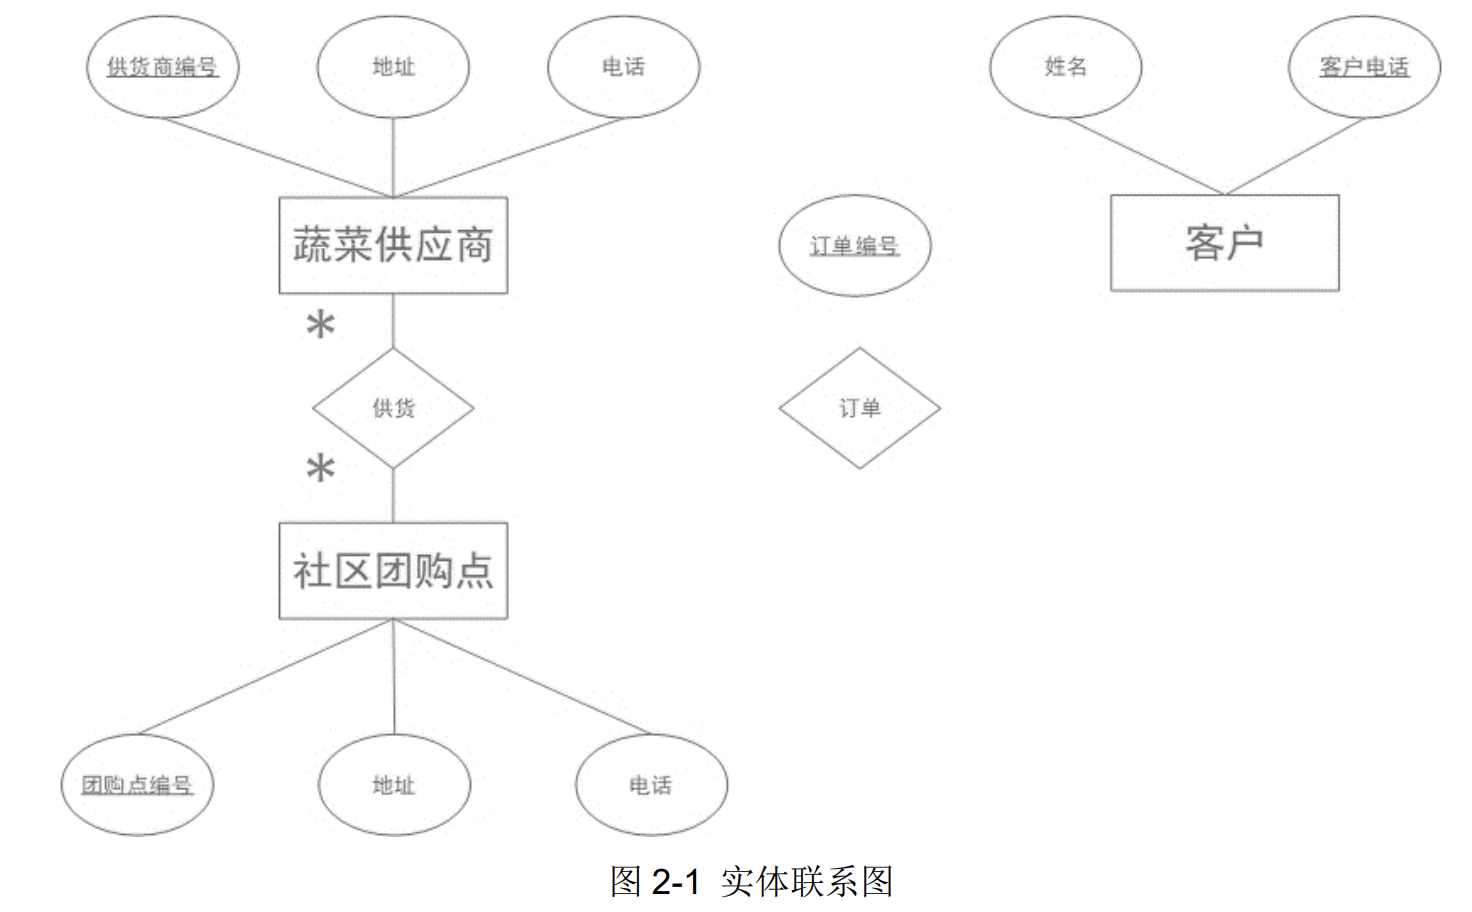 供货商编号
地址
电话
姓名
客户电话
蔬菜供应商
订单编号
客户
*
供货
订单
*
社区团购点
团购点编号
地址
电话
图 2-1 实体联系图